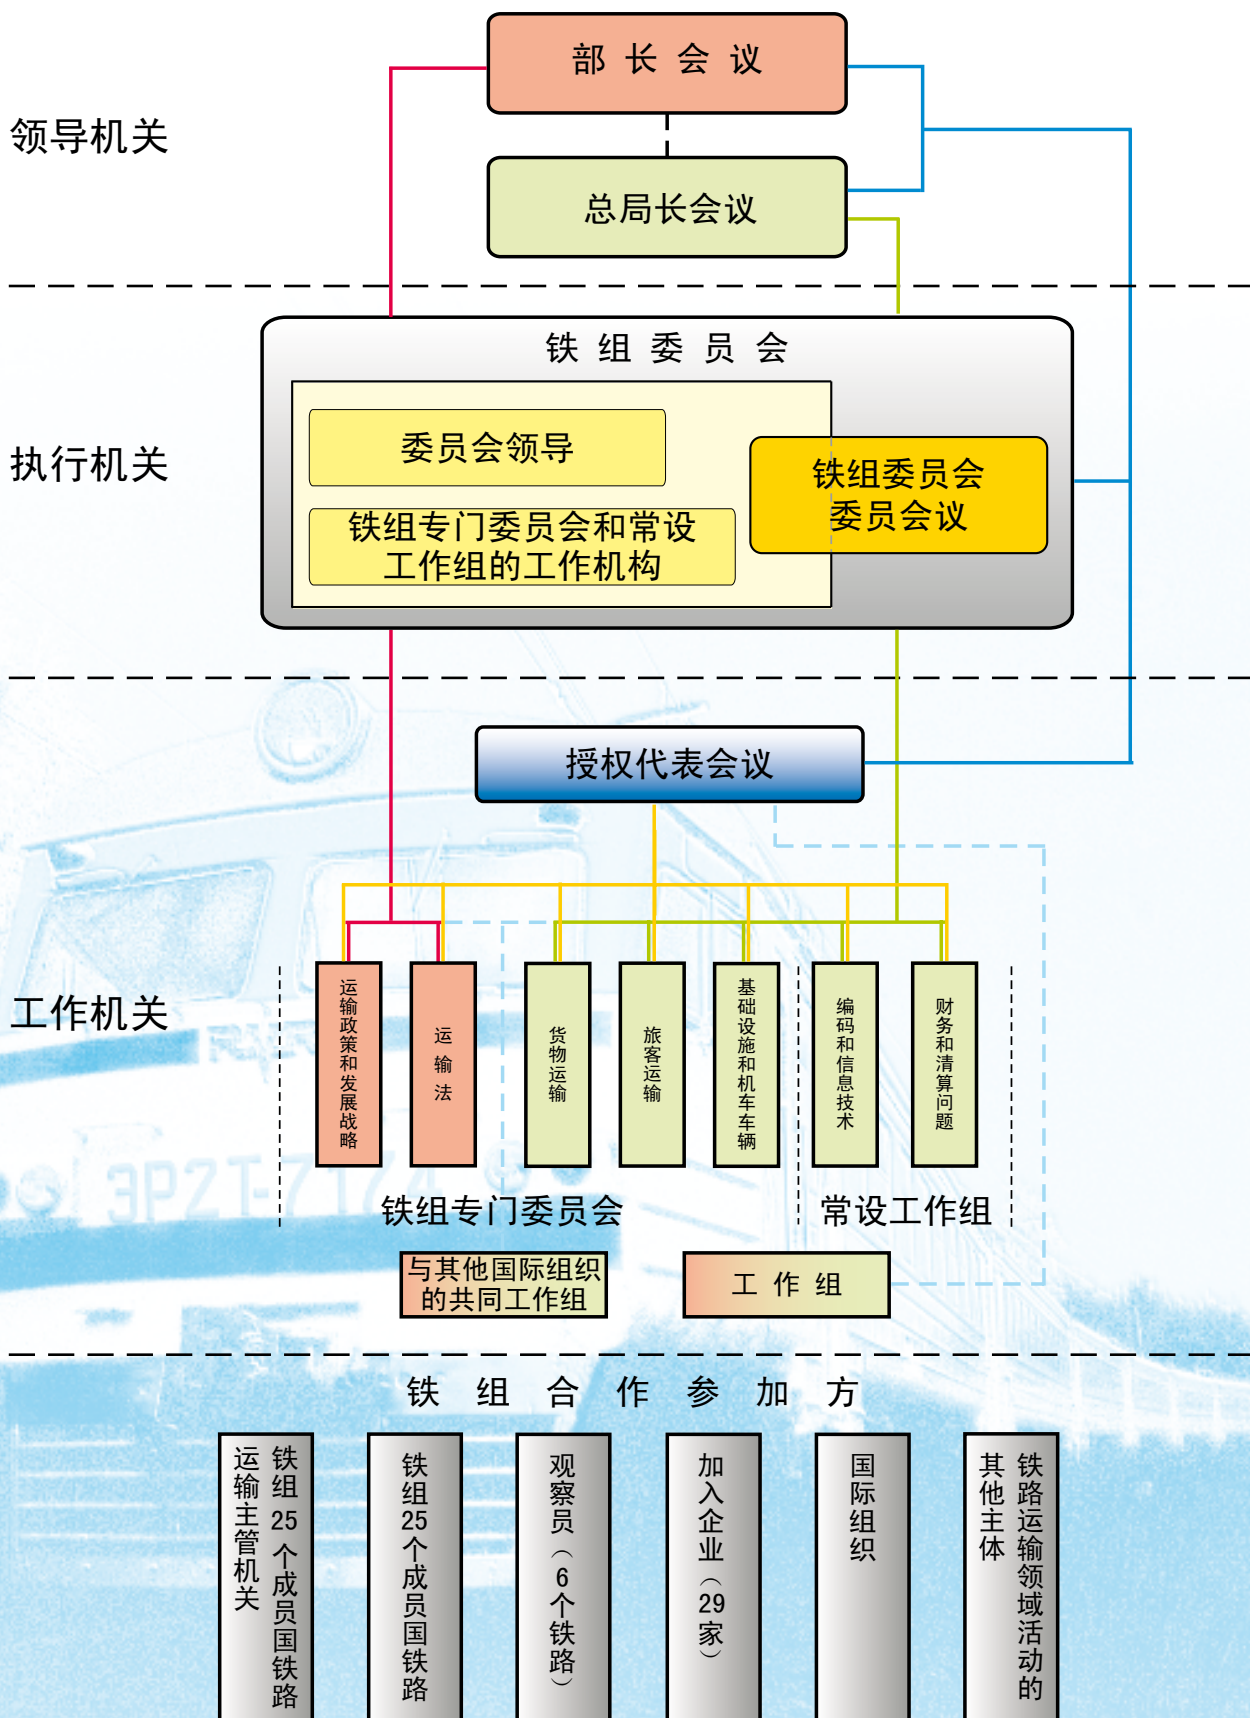 部长会议
领导机关
总局长会议
铁组委员会
委员会领导
执行机关
铁组委员会
委员会议
铁组专门委员会和常设
工作组的工作机构
授权代表会议
工作机关
运输政策和发展战略
运输法
货物运输
旅客运输
基础设施和机车车辆
编码和信息技术
财务和清算问题
ЭР2Т-7174
铁组专门委员会
常设工作组
与其他国际组织
的共同工作组
工作组
铁组合作参加方
铁组25个成员国铁路
运输主管机关
铁组25个成员国铁路
观察员（6个铁路）
加入企业（29家）
国际组织
铁路运输领域活动的
其他主体